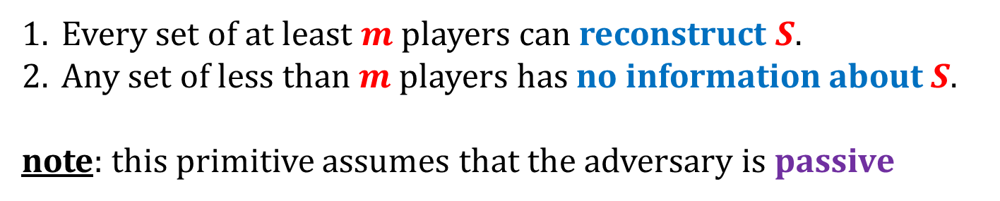 1. Every set of at least m players can reconstruct S.
2. Any set of less than m players has no information about S.
note: this primitive assumes that the adversary is passive